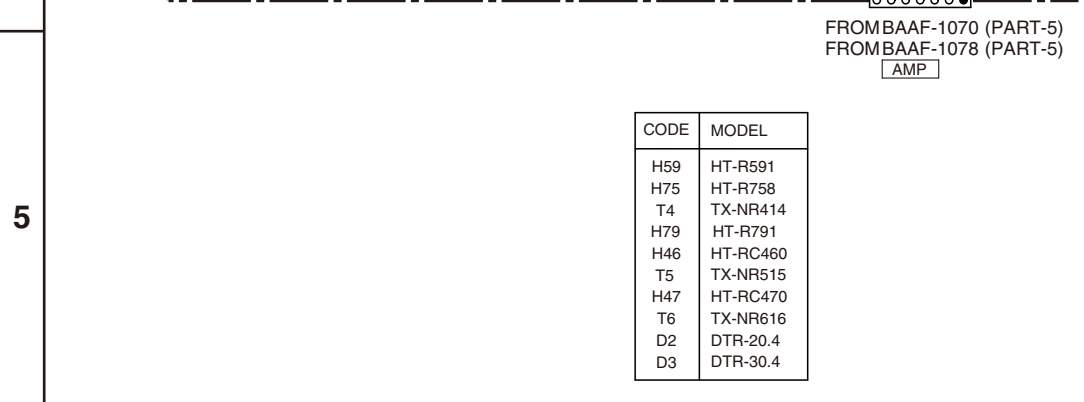 FROM BAAF-1070 (PART-5)
FROM BAAF-1078 (PART-5)
AMP
CODE MODEL
H59 HT-R591
H75 HT-R758
T4 TX-NR414
H79 HT-R791
H46 HT-RC460
T5 TX-NR515
H47 HT-RC470
T6 TX-NR616
D2 DTR-20.4
D3 DTR-30.4
5